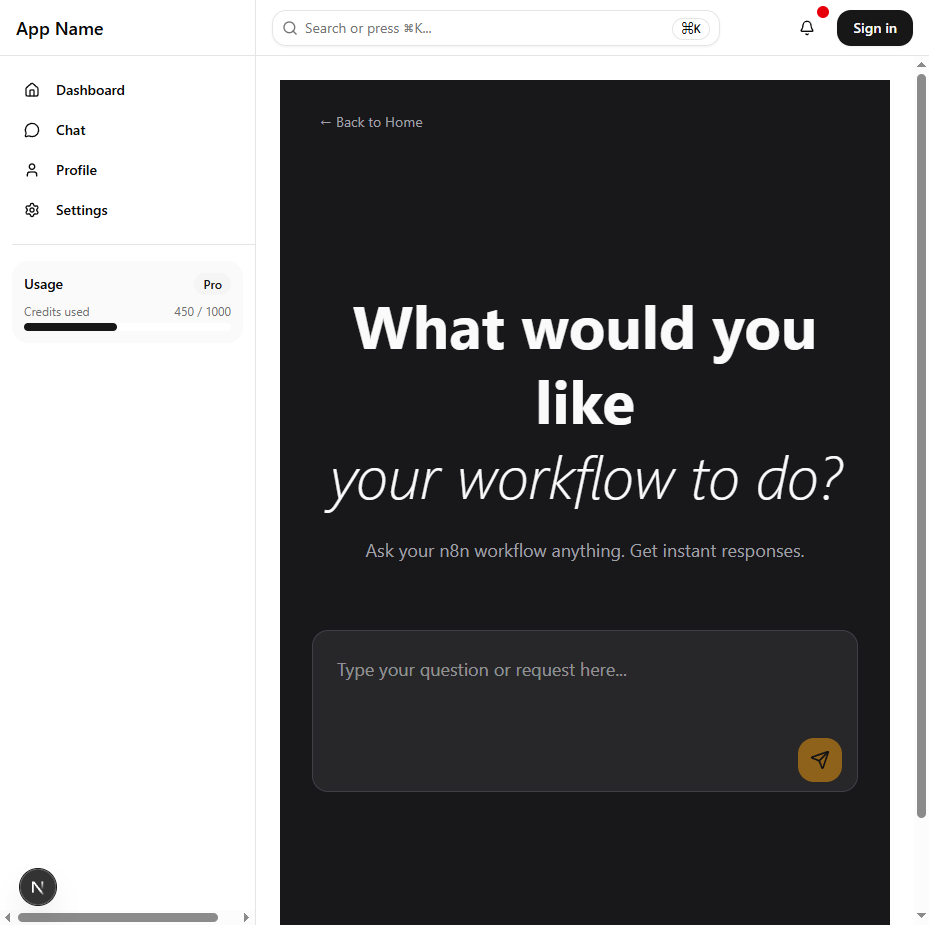 App Name
Search or press ⌘K...
⌘K
Sign in
Dashboard
Chat
Profile
Settings
Usage
Pro
Credits used
450 / 1000
N
← Back to Home
What would you
like
your workflow to do?
Ask your n8n workflow anything. Get instant responses.
Type your question or request here...